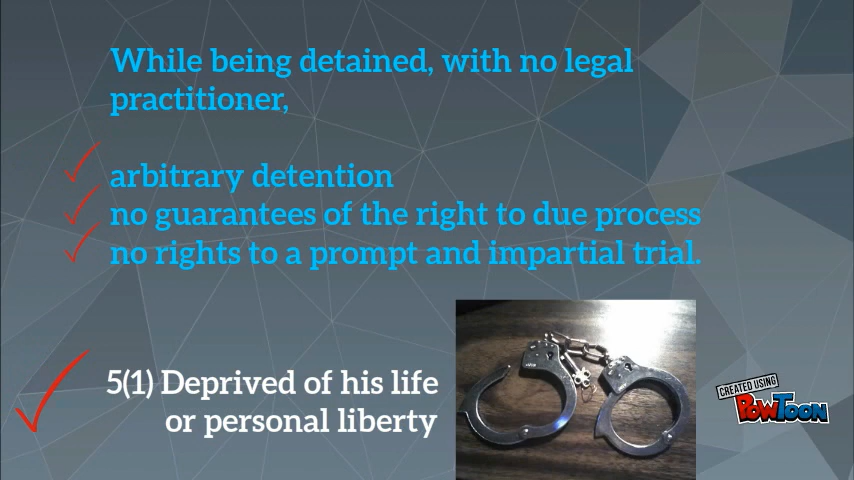 While being detained, with no legal
practitioner,
arbitrary detention
no guarantees of the right to due process
no rights to a prompt and impartial trial.
5(1) Deprived of his life
or personal liberty
CREATED USING
POWTOON